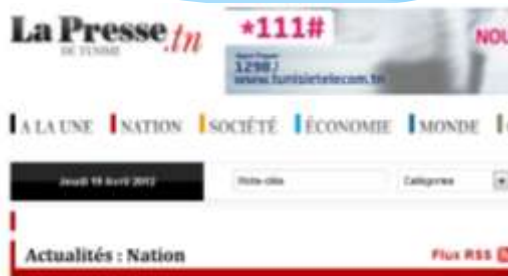 La Presse.tn
DE TUNISIE
*111#
NOU
1298
www.tunisietelecom.tn
A LA UNE NATION SOCIÉTÉ ÉCONOMIE MONDE
Jeudi 19 Avril 2012
Mots-clés
Catégories
Actualités : Nation
Flux RSS